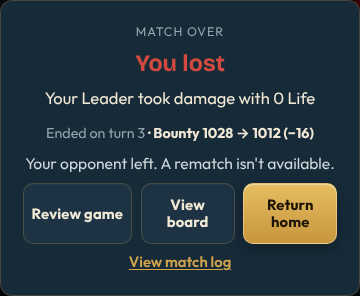 MATCH OVER
You lost
Your Leader took damage with 0 Life
Ended on turn 3 · Bounty 1028 → 1012 (−16)
Your opponent left. A rematch isn't available.
Review game
View
board
Return
home
View match log